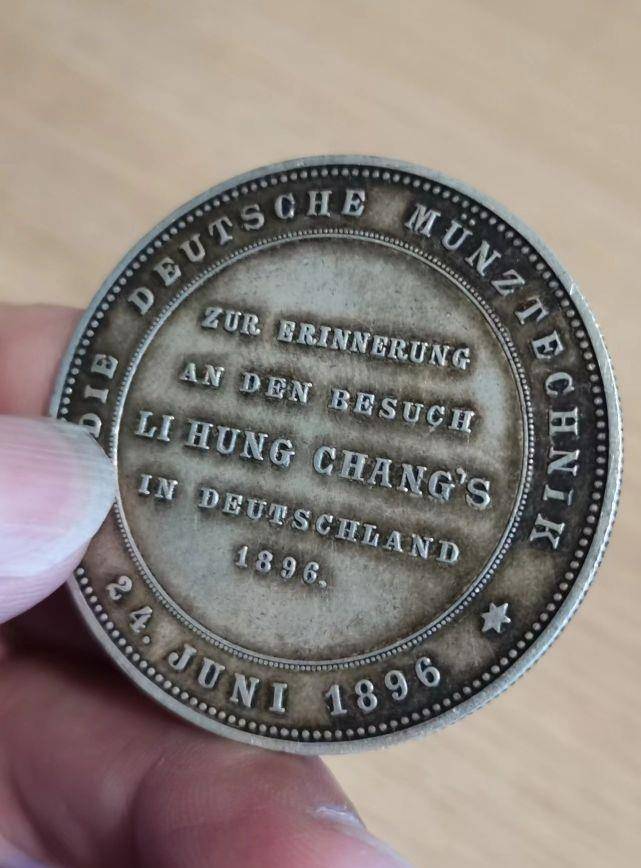 DIE DEUTSCHE MÜNZTECHNIK
ZUR ERINNERUNG
AN DEN BESUCH
LI HUNG CHANG'S
IN DEUTSCHLAND
1896.
24. JUNI 1896